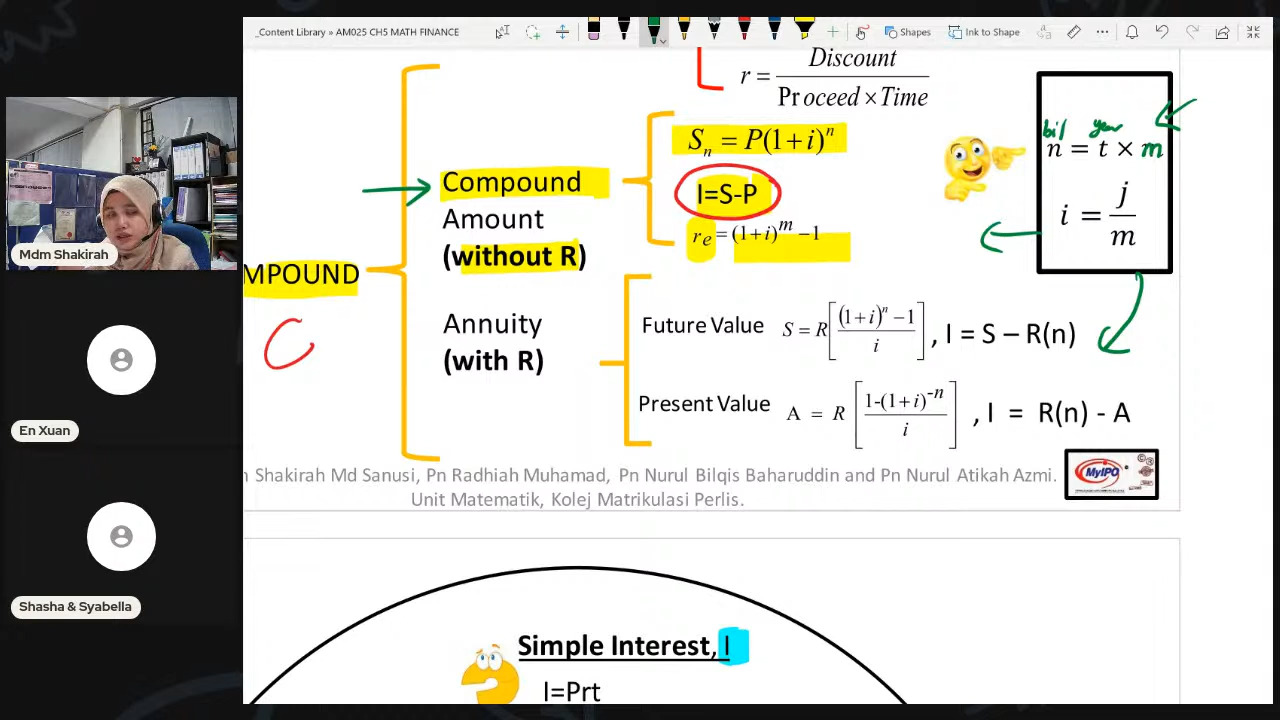 _Content Library » AM025 CH5 MATH FINANCE
Shapes
Ink to Shape
r = Discount / Pr oceed × Time
Sₙ = P(1+i)ⁿ
I=S-P
rₑ = (1+i)ᵐ −1
Compound
Amount
(without R)
MPOUND
C
Annuity
(with R)
Future Value S = R[((1+i)ⁿ −1)/i] , I = S – R(n)
Present Value A = R [(1-(1+i)⁻ⁿ)/i] , I = R(n) - A
bil year
n = t × m
i = j/m
Mdm Shakirah
En Xuan
Shasha & Syabella
n Shakirah Md Sanusi, Pn Radhiah Muhamad, Pn Nurul Bilqis Baharuddin and Pn Nurul Atikah Azmi.
Unit Matematik, Kolej Matrikulasi Perlis.
MyIPO
Simple Interest, I
I=Prt